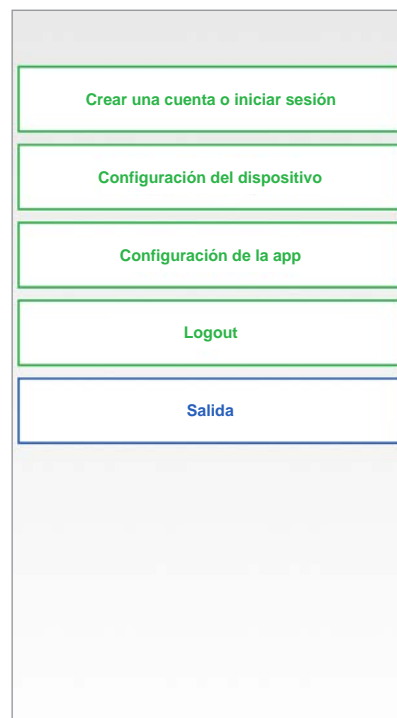 Crear una cuenta o iniciar sesión
Configuración del dispositivo
Configuración de la app
Logout
Salida